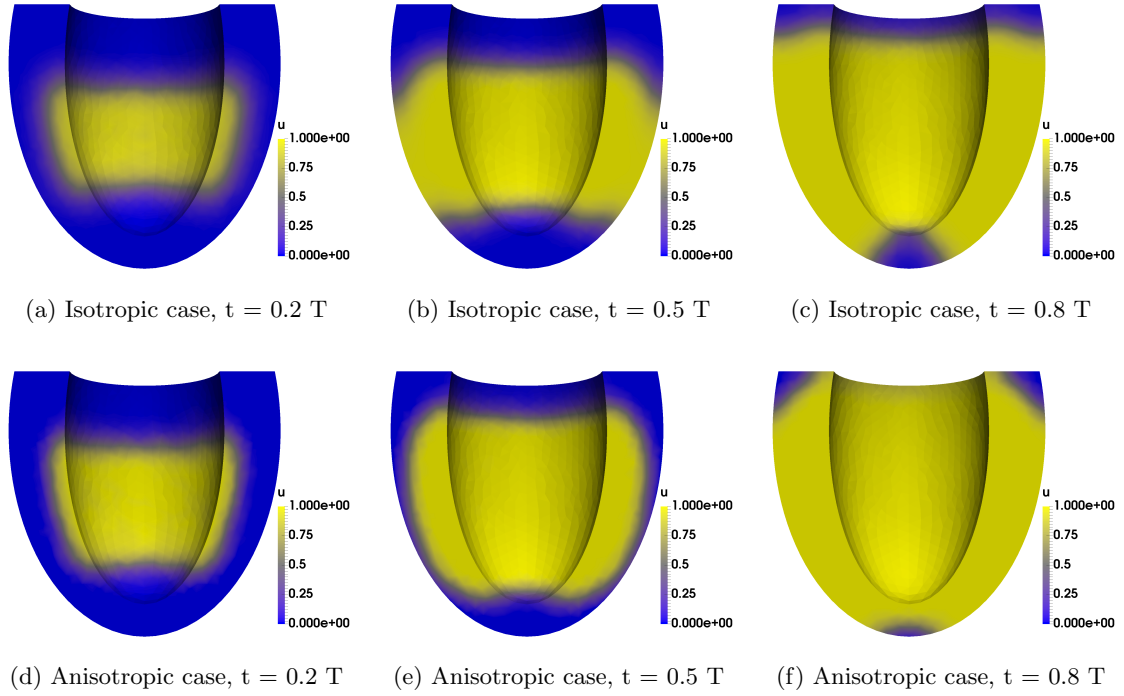 u
1.000e+00
0.75
0.5
0.25
0.000e+00
u
1.000e+00
0.75
0.5
0.25
0.000e+00
u
1.000e+00
0.75
0.5
0.25
0.000e+00
(a) Isotropic case, t = 0.2 T
(b) Isotropic case, t = 0.5 T
(c) Isotropic case, t = 0.8 T
u
1.000e+00
0.75
0.5
0.25
0.000e+00
u
1.000e+00
0.75
0.5
0.25
0.000e+00
u
1.000e+00
0.75
0.5
0.25
0.000e+00
(d) Anisotropic case, t = 0.2 T
(e) Anisotropic case, t = 0.5 T
(f) Anisotropic case, t = 0.8 T